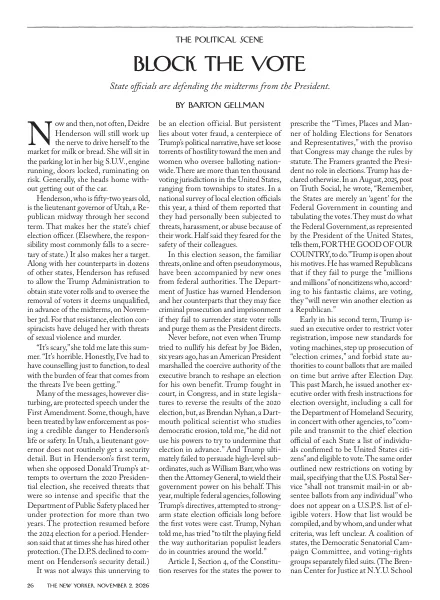 THE POLITICAL SCENE
BLOCK THE VOTE
State officials are defending the midterms from the President.
BY BARTON GELLMAN
Now and then, not often, Deidre
Henderson will still work up
the nerve to drive herself to the
market for milk or bread. She will sit in
the parking lot in her big S.U.V., engine
running, doors locked, ruminating on
risk. Generally, she heads home with-
out getting out of the car.
Henderson, who is fifty-two years old,
is the lieutenant governor of Utah, a Re-
publican midway through her second
term. That makes her the state's chief
election officer. (Elsewhere, the respon-
sibility most commonly falls to a secre-
tary of state.) It also makes her a target.
Along with her counterparts in dozens
of other states, Henderson has refused
to allow the Trump Administration to
obtain state voter rolls and to oversee the
removal of voters it deems unqualified,
in advance of the midterms, on Novem-
ber 3rd. For that resistance, election con-
spiracists have deluged her with threats
of sexual violence and murder.
"It's scary," she told me late this sum-
mer. "It's horrible. Honestly, I've had to
have counselling just to function, to deal
with the burden of fear that comes from
the threats I've been getting."
Many of the messages, however dis-
turbing, are protected speech under the
First Amendment. Some, though, have
been treated by law enforcement as pos-
ing a credible danger to Henderson's
life or safety. In Utah, a lieutenant gov-
ernor does not routinely get a security
detail. But in Henderson's first term,
when she opposed Donald Trump's at-
tempts to overturn the 2020 Presiden-
tial election, she received threats that
were so intense and specific that the
Department of Public Safety placed her
under protection for more than two
years. The protection resumed before
the 2024 election for a period. Hender-
son said that at times she has hired other
protection. (The D.P.S. declined to com-
ment on Henderson's security detail.)
It was not always this unnerving to
be an election official. But persistent
lies about voter fraud, a centerpiece of
Trump's political narrative, have set loose
torrents of hostility toward the men and
women who oversee balloting nation-
wide. There are more than ten thousand
voting jurisdictions in the United States,
ranging from townships to states. In a
national survey of local election officials
this year, a third of them reported that
they had personally been subjected to
threats, harassment, or abuse because of
their work. Half said they feared for the
safety of their colleagues.
In this election season, the familiar
threats, online and often pseudonymous,
have been accompanied by new ones
from federal authorities. The Depart-
ment of Justice has warned Henderson
and her counterparts that they may face
criminal prosecution and imprisonment
if they fail to surrender state voter rolls
and purge them as the President directs.
Never before, not even when Trump
tried to nullify his defeat by Joe Biden,
six years ago, has an American President
marshalled the coercive authority of the
executive branch to reshape an election
for his own benefit. Trump fought in
court, in Congress, and in state legisla-
tures to reverse the results of the 2020
election, but, as Brendan Nyhan, a Dart-
mouth political scientist who studies
democratic erosion, told me, "he did not
use his powers to try to undermine that
election in advance." And Trump ulti-
mately failed to persuade high-level sub-
ordinates, such as William Barr, who was
then the Attorney General, to wield their
government power on his behalf. This
year, multiple federal agencies, following
Trump's directives, attempted to strong-
arm state election officials long before
the first votes were cast. Trump, Nyhan
told me, has tried "to tilt the playing field
the way authoritarian populist leaders
do in countries around the world."
Article I, Section 4, of the Constitu-
tion reserves for the states the power to
prescribe the "Times, Places and Man-
ner of holding Elections for Senators
and Representatives," with the proviso
that Congress may change the rules by
statute. The Framers granted the Presi-
dent no role in elections. Trump has de-
clared otherwise. In an August, 2025, post
on Truth Social, he wrote, "Remember,
the States are merely an 'agent' for the
Federal Government in counting and
tabulating the votes. They must do what
the Federal Government, as represented
by the President of the United States,
tells them, FOR THE GOOD OF OUR
COUNTRY, to do." Trump is open about
his motives. He has warned Republicans
that if they fail to purge the "millions
and millions" of noncitizens who, accord-
ing to his fantastic claims, are voting,
they "will never win another election as
a Republican."
Early in his second term, Trump is-
sued an executive order to restrict voter
registration, impose new standards for
voting machines, step up prosecution of
"election crimes," and forbid state au-
thorities to count ballots that are mailed
on time but arrive after Election Day.
This past March, he issued another ex-
ecutive order with fresh instructions for
election oversight, including a call for
the Department of Homeland Security,
in concert with other agencies, to "com-
pile and transmit to the chief election
official of each State a list of individu-
als confirmed to be United States citi-
zens" and eligible to vote. The same order
outlined new restrictions on voting by
mail, specifying that the U.S. Postal Ser-
vice "shall not transmit mail-in or ab-
sentee ballots from any individual" who
does not appear on a U.S.P.S. list of el-
igible voters. How that list would be
compiled, and by whom, and under what
criteria, was left unclear. A coalition of
states, the Democratic Senatorial Cam-
paign Committee, and voting-rights
groups separately filed suits. (The Bren-
nan Center for Justice at N.Y.U. School
26 THE NEW YORKER, NOVEMBER 2, 2026